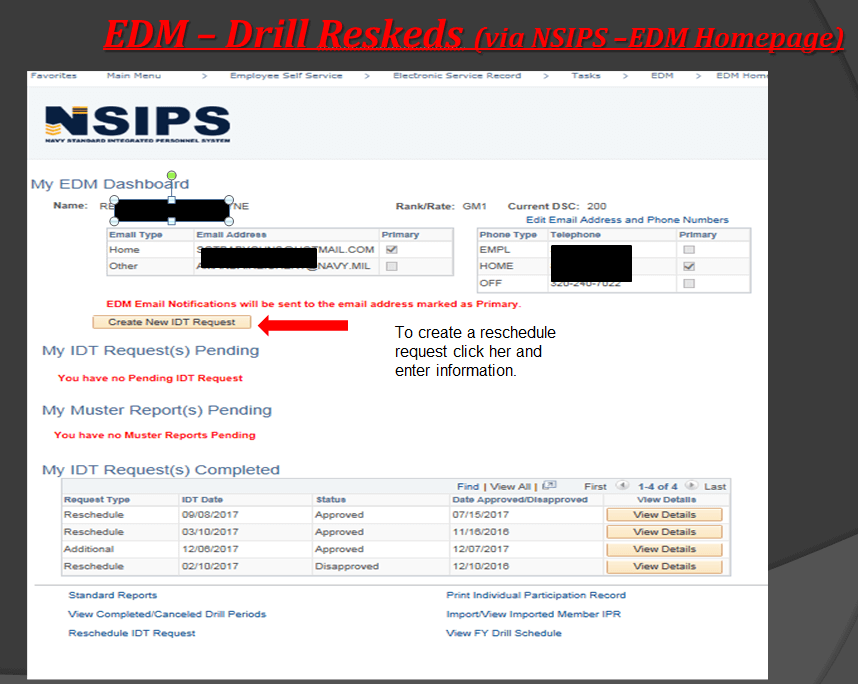 EDM – Drill Reskeds (via NSIPS –EDM Homepage)
Favorites Main Menu > Employee Self Service > Electronic Service Record > Tasks > EDM > EDM Home
NSIPS
NAVY STANDARD INTEGRATED PERSONNEL SYSTEM
My EDM Dashboard
Name: RE YNE Rank/Rate: GM1 Current DSC: 200
Edit Email Address and Phone Numbers
Email Type Email Address Primary Phone Type Telephone Primary
Home MAIL.COM EMPL
Other @NAVY.MIL HOME
OFF
EDM Email Notifications will be sent to the email address marked as Primary.
Create New IDT Request
To create a reschedule
request click her and
enter information.
My IDT Request(s) Pending
You have no Pending IDT Request
My Muster Report(s) Pending
You have no Muster Reports Pending
My IDT Request(s) Completed
Find | View All | First 1-4 of 4 Last
Request Type IDT Date Status Date Approved/Disapproved View Details
Reschedule 09/08/2017 Approved 07/15/2017 View Details
Reschedule 03/10/2017 Approved 11/16/2016 View Details
Additional 12/06/2017 Approved 12/07/2017 View Details
Reschedule 02/10/2017 Disapproved 12/10/2016 View Details
Standard Reports Print Individual Participation Record
View Completed/Canceled Drill Periods Import/View Imported Member IPR
Reschedule IDT Request View FY Drill Schedule